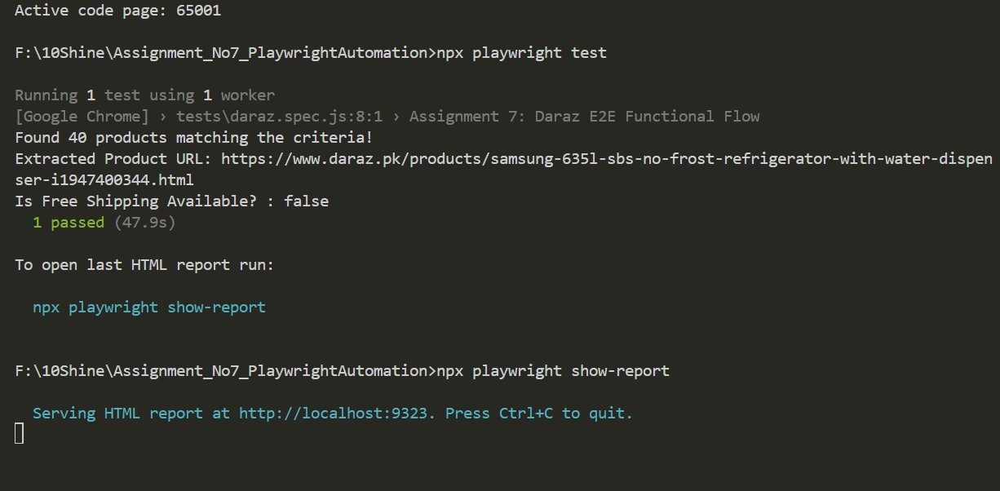 Active code page: 65001
F:\10Shine\Assignment_No7_PlaywrightAutomation>npx playwright test
Running 1 test using 1 worker
[Google Chrome] › tests\daraz.spec.js:8:1 › Assignment 7: Daraz E2E Functional Flow
Found 40 products matching the criteria!
Extracted Product URL: https://www.daraz.pk/products/samsung-635l-sbs-no-frost-refrigerator-with-water-dispen
ser-i1947400344.html
Is Free Shipping Available? : false
1 passed (47.9s)
To open last HTML report run:
npx playwright show-report
F:\10Shine\Assignment_No7_PlaywrightAutomation>npx playwright show-report
Serving HTML report at http://localhost:9323. Press Ctrl+C to quit.